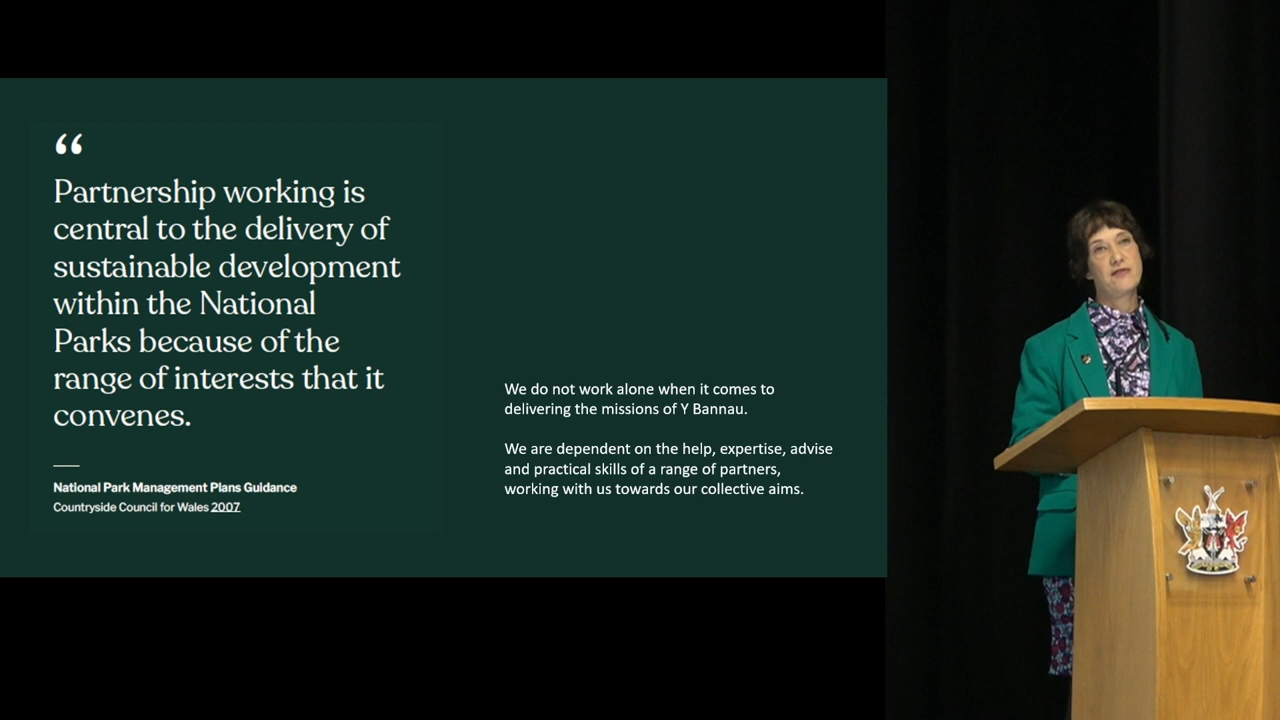 “
Partnership working is
central to the delivery of
sustainable development
within the National
Parks because of the
range of interests that it
convenes.
National Park Management Plans Guidance
Countryside Council for Wales 2007
We do not work alone when it comes to
delivering the missions of Y Bannau.
We are dependent on the help, expertise, advise
and practical skills of a range of partners,
working with us towards our collective aims.